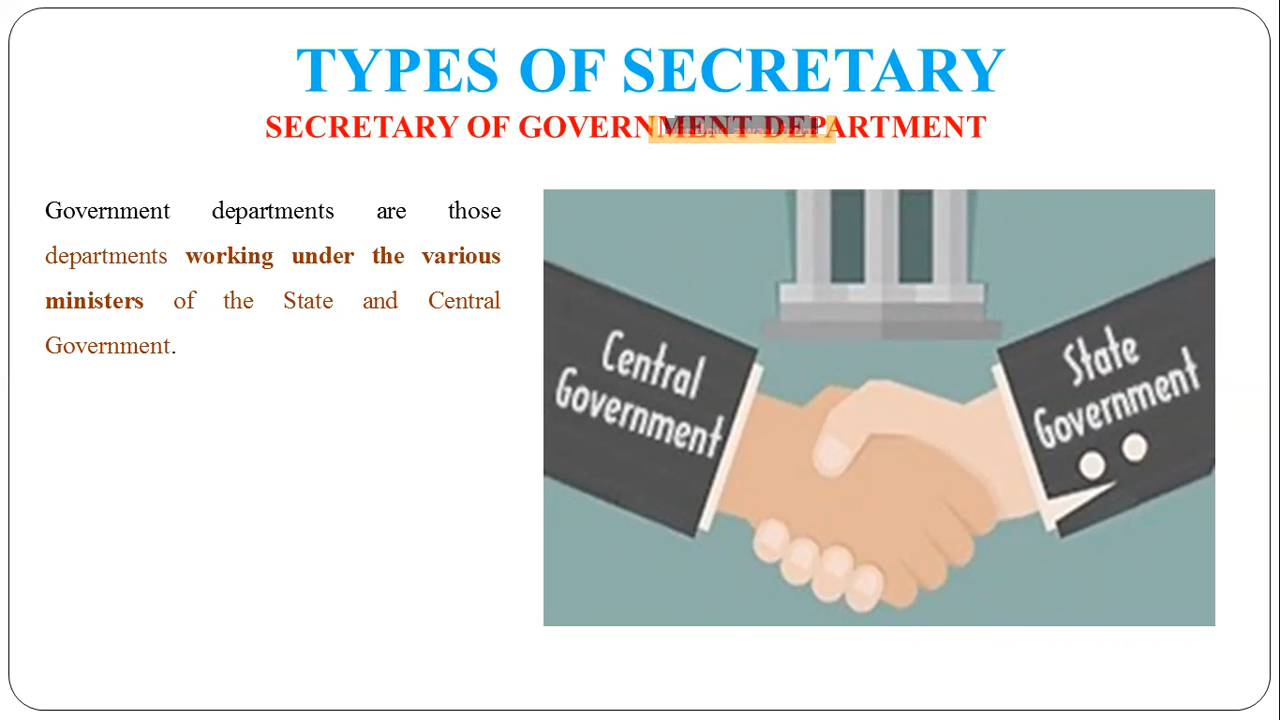 TYPES OF SECRETARY
SECRETARY OF GOVERNMENT DEPARTMENT
Government departments are those
departments working under the various
ministers of the State and Central
Government.
Central
Government
State
Government